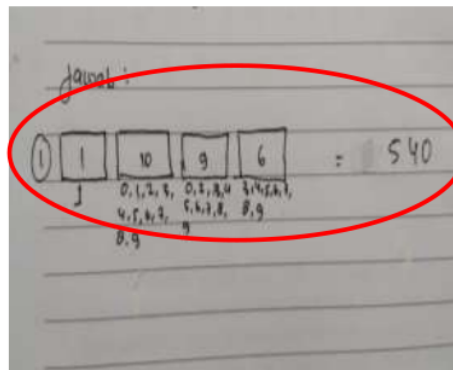 Jawab :
① 1 10 9 6 = 540
1 0,1,2,3, 0,2,3,4 3,4,5,6,7,
4,5,6,7, 5,6,7,8, 8,9
8,9 9